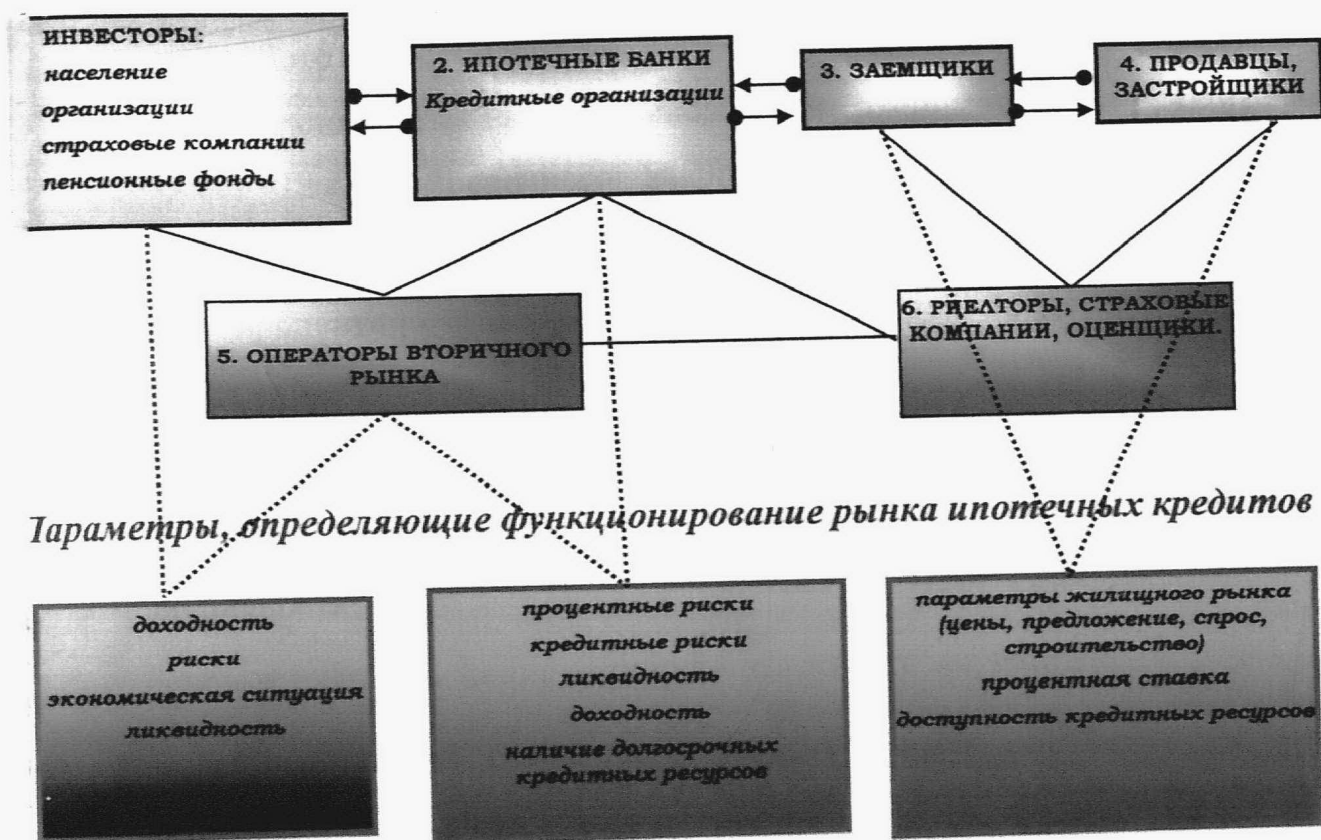 ИНВЕСТОРЫ:
население
организации
страховые компании
пенсионные фонды
2. ИПОТЕЧНЫЕ БАНКИ
Кредитные организации
3. ЗАЕМЩИКИ
4. ПРОДАВЦЫ,
ЗАСТРОЙЩИКИ
5. ОПЕРАТОРЫ ВТОРИЧНОГО
РЫНКА
6. РИЕЛТОРЫ, СТРАХОВЫЕ
КОМПАНИИ, ОЦЕНЩИКИ.
Параметры, определяющие функционирование рынка ипотечных кредитов
доходность
риски
экономическая ситуация
ликвидность
процентные риски
кредитные риски
ликвидность
доходность
наличие долгосрочных
кредитных ресурсов
параметры жилищного рынка
(цены, предложение, спрос,
строительство)
процентная ставка
доступность кредитных ресурсов